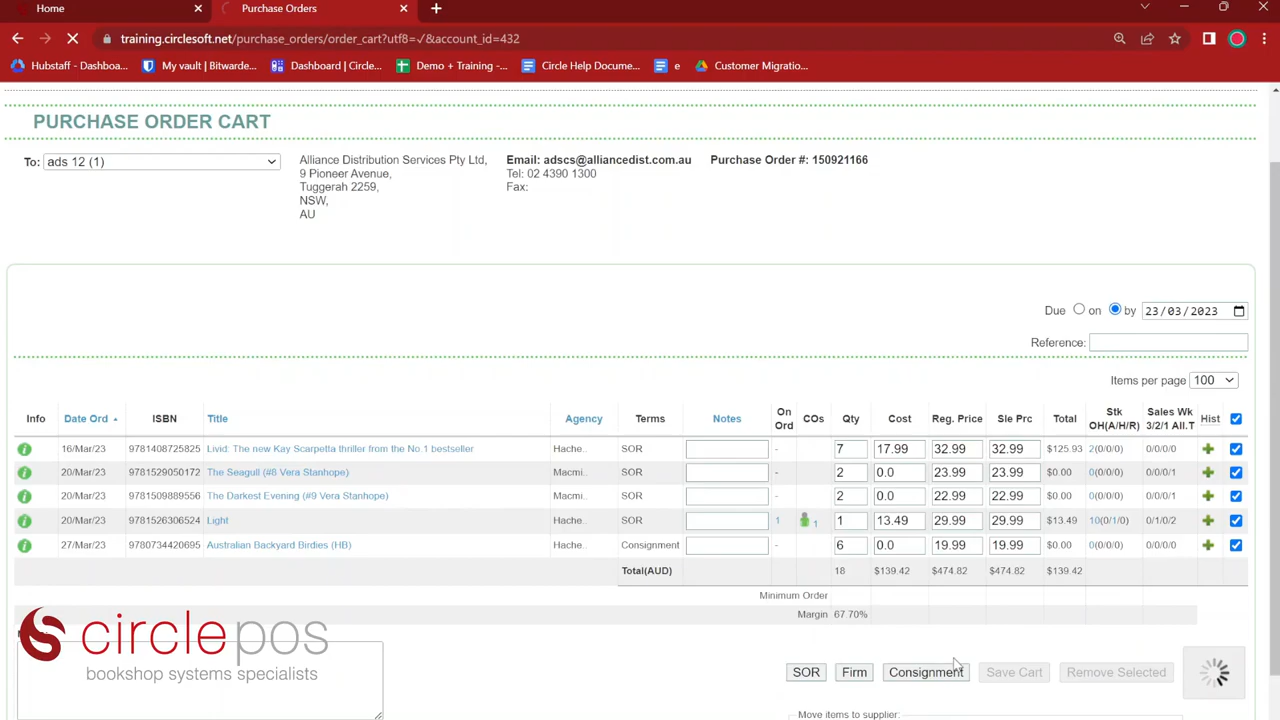 Home
Purchase Orders
training.circlesoft.net/purchase_orders/order_cart?utf8=✓&account_id=432
Hubstaff - Dashboa...
My vault | Bitwarde...
Dashboard | Circle...
Demo + Training -...
Circle Help Docume...
e
Customer Migratio...
PURCHASE ORDER CART
To: ads 12 (1)
Alliance Distribution Services Pty Ltd,
9 Pioneer Avenue,
Tuggerah 2259,
NSW,
AU
Email: adscs@alliancedist.com.au
Tel: 02 4390 1300
Fax:
Purchase Order #: 150921166
Due on by 23/03/2023
Reference:
Items per page 100
Info Date Ord ISBN Title Agency Terms Notes On Ord COs Qty Cost Reg. Price Sle Prc Total Stk OH(A/H/R) Sales Wk 3/2/1 All.T Hist
16/Mar/23 9781408725825 Livid: The new Kay Scarpetta thriller from the No.1 bestseller Hache.. SOR - 7 17.99 32.99 32.99 $125.93 2(0/0/0) 0/0/0/0
20/Mar/23 9781529050172 The Seagull (#8 Vera Stanhope) Macmi.. SOR - 2 0.0 23.99 23.99 $0.00 0(0/0/0) 0/0/0/1
20/Mar/23 9781509889556 The Darkest Evening (#9 Vera Stanhope) Macmi.. SOR - 2 0.0 22.99 22.99 $0.00 0(0/0/0) 0/0/0/1
20/Mar/23 9781526306524 Light Hache.. SOR 1 1 1 13.49 29.99 29.99 $13.49 10(0/1/0) 0/1/0/2
27/Mar/23 9780734420695 Australian Backyard Birdies (HB) Hache.. Consignment - 6 0.0 19.99 19.99 $0.00 0(0/0/0) 0/0/0/0
Total(AUD) 18 $139.42 $474.82 $474.82 $139.42
Minimum Order
Margin 67.70%
circlepos
bookshop systems specialists
SOR Firm Consignment Save Cart Remove Selected
Move items to supplier: